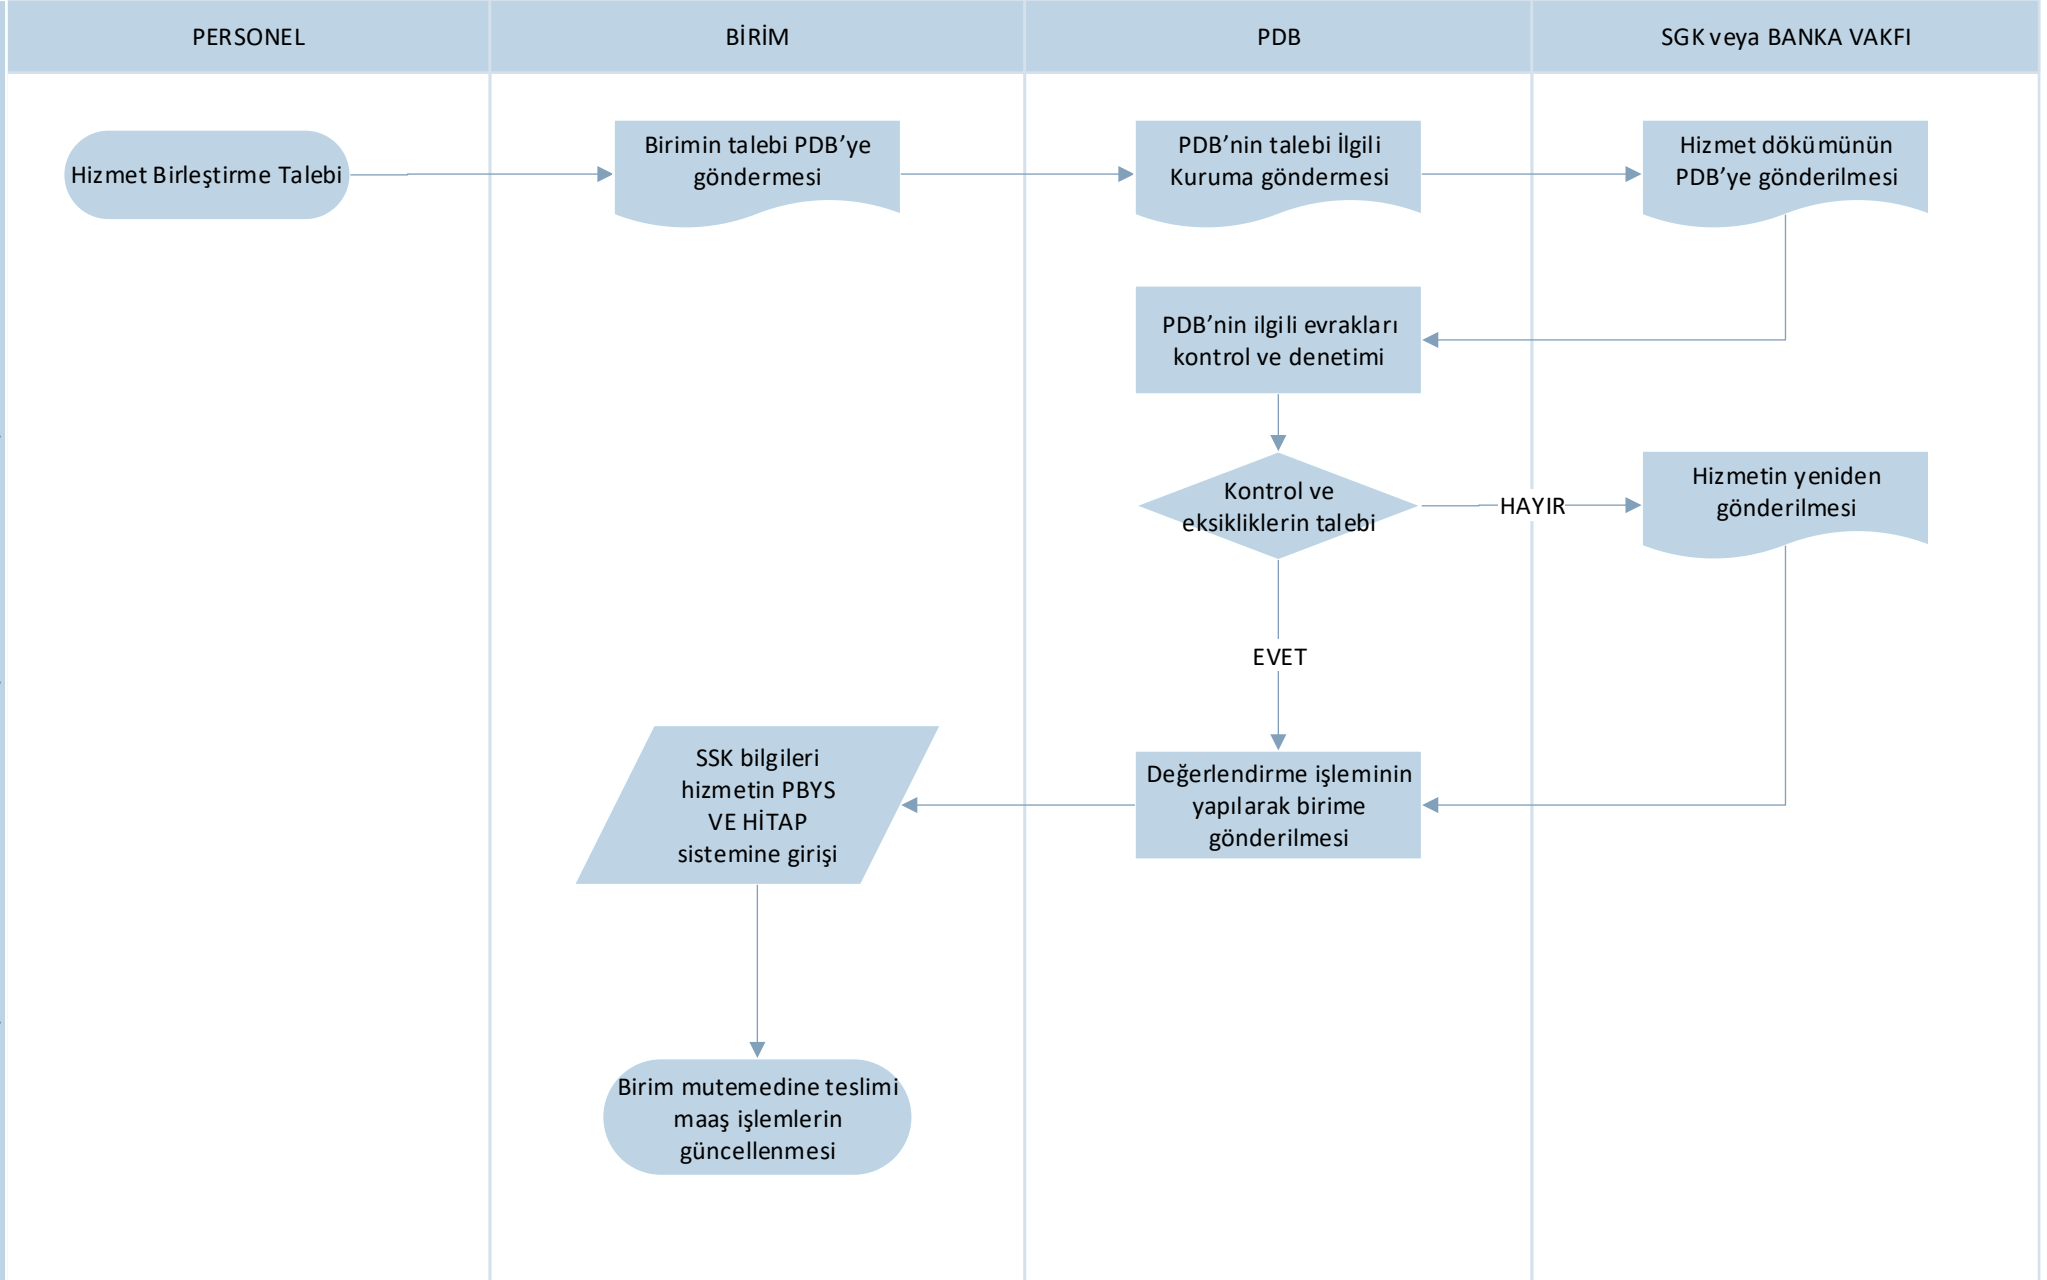 PERSONEL
BİRİM
PDB
SGK veya BANKA VAKFI
Hizmet Birleştirme Talebi
Birimin talebi PDB’ye
göndermesi
PDB’nin talebi İlgili
Kuruma göndermesi
Hizmet dökümünün
PDB’ye gönderilmesi
PDB’nin ilgili evrakları
kontrol ve denetimi
Kontrol ve
eksikliklerin talebi
HAYIR
Hizmetin yeniden
gönderilmesi
EVET
SSK bilgileri
hizmetin PBYS
VE HİTAP
sistemine girişi
Değerlendirme işleminin
yapılarak birime
gönderilmesi
Birim mutemedine teslimi
maaş işlemlerin
güncellenmesi